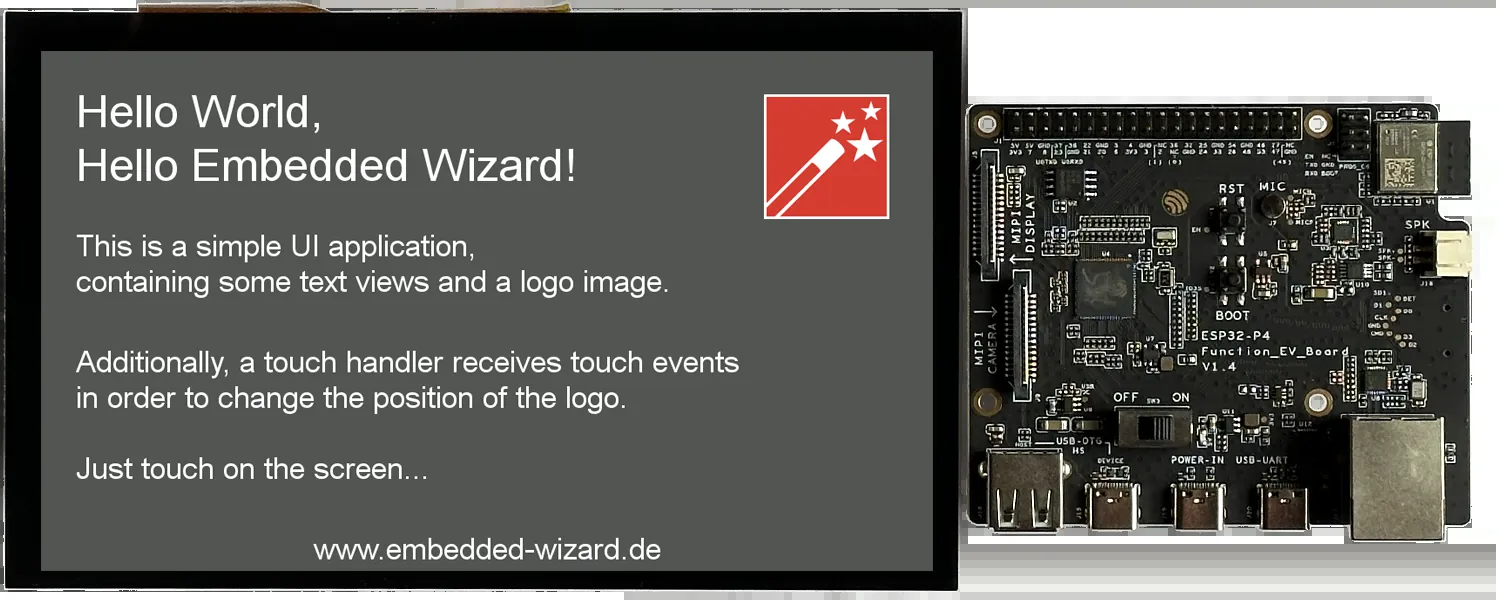 Hello World,
Hello Embedded Wizard!
This is a simple UI application,
containing some text views and a logo image.
Additionally, a touch handler receives touch events
in order to change the position of the logo.
Just touch on the screen...
www.embedded-wizard.de
MIPI
DISPLAY
MIPI
CAMERA
RST
MIC
SPK
EN
BOOT
ESP32-P4
Function_EV_Board
V1.4
OFF SW3 ON
HOST
USB-OTG
HS
DEVICE
POWER-IN
USB-UART